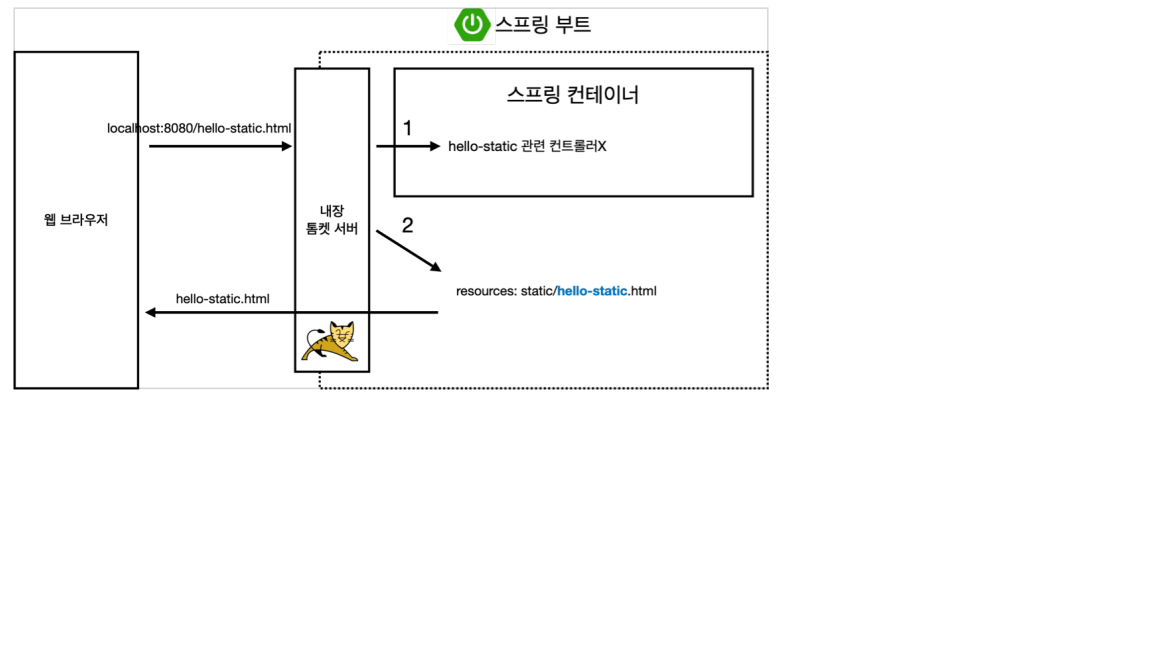 스프링 부트
스프링 컨테이너
localhost:8080/hello-static.html
1
hello-static 관련 컨트롤러X
웹 브라우저
내장
톰켓 서버
2
resources: static/hello-static.html
hello-static.html